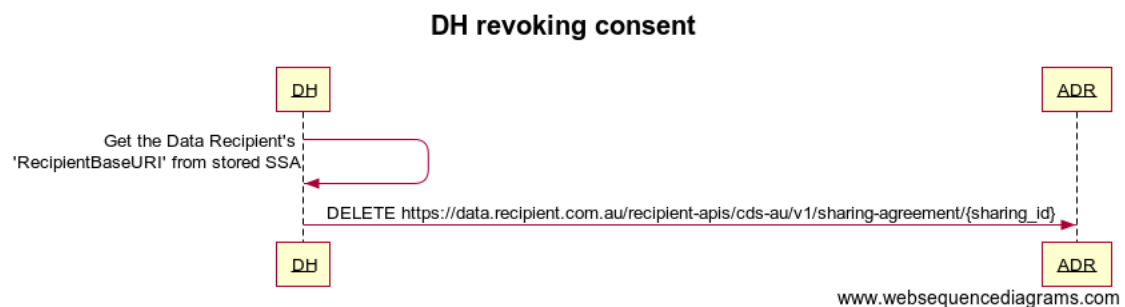 DH revoking consent
DH
ADR
Get the Data Recipient's
'RecipientBaseURI' from stored SSA
DELETE https://data.recipient.com.au/recipient-apis/cds-au/v1/sharing-agreement/{sharing_id}
DH
ADR
www.websequencediagrams.com